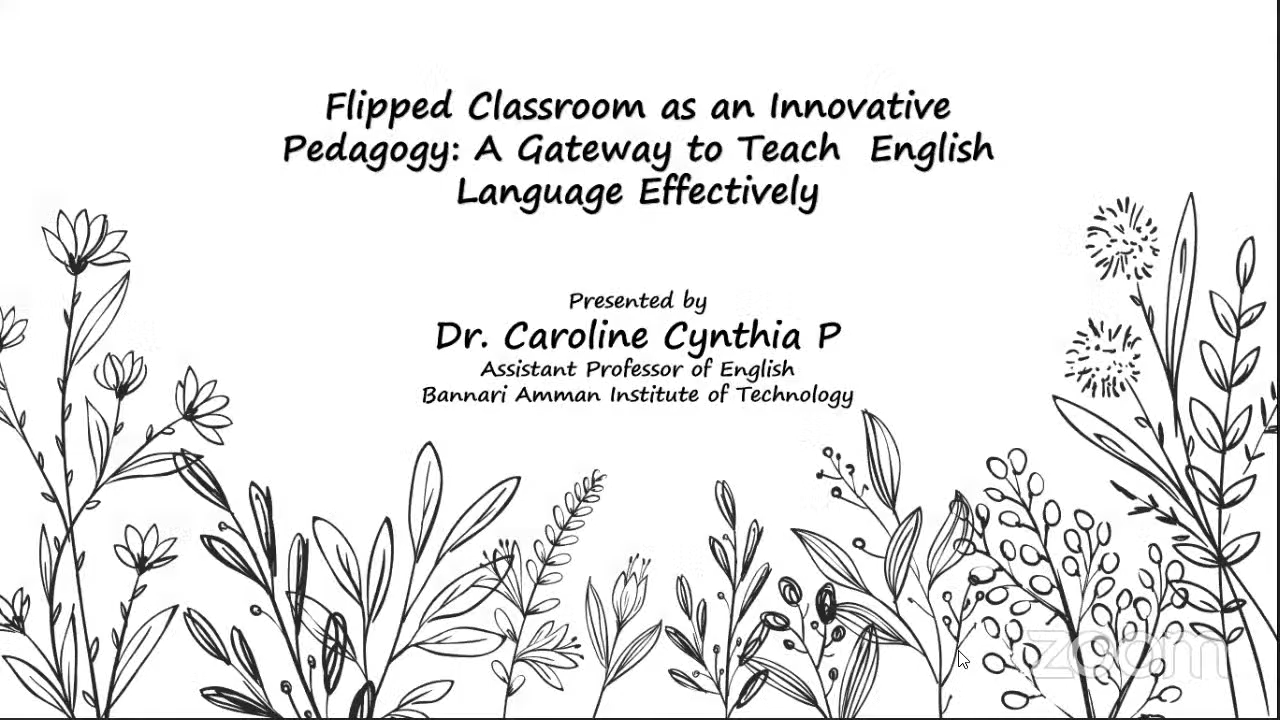 Flipped Classroom as an Innovative
Pedagogy: A Gateway to Teach English
Language Effectively
Presented by
Dr. Caroline Cynthia P
Assistant Professor of English
Bannari Amman Institute of Technology
zoom